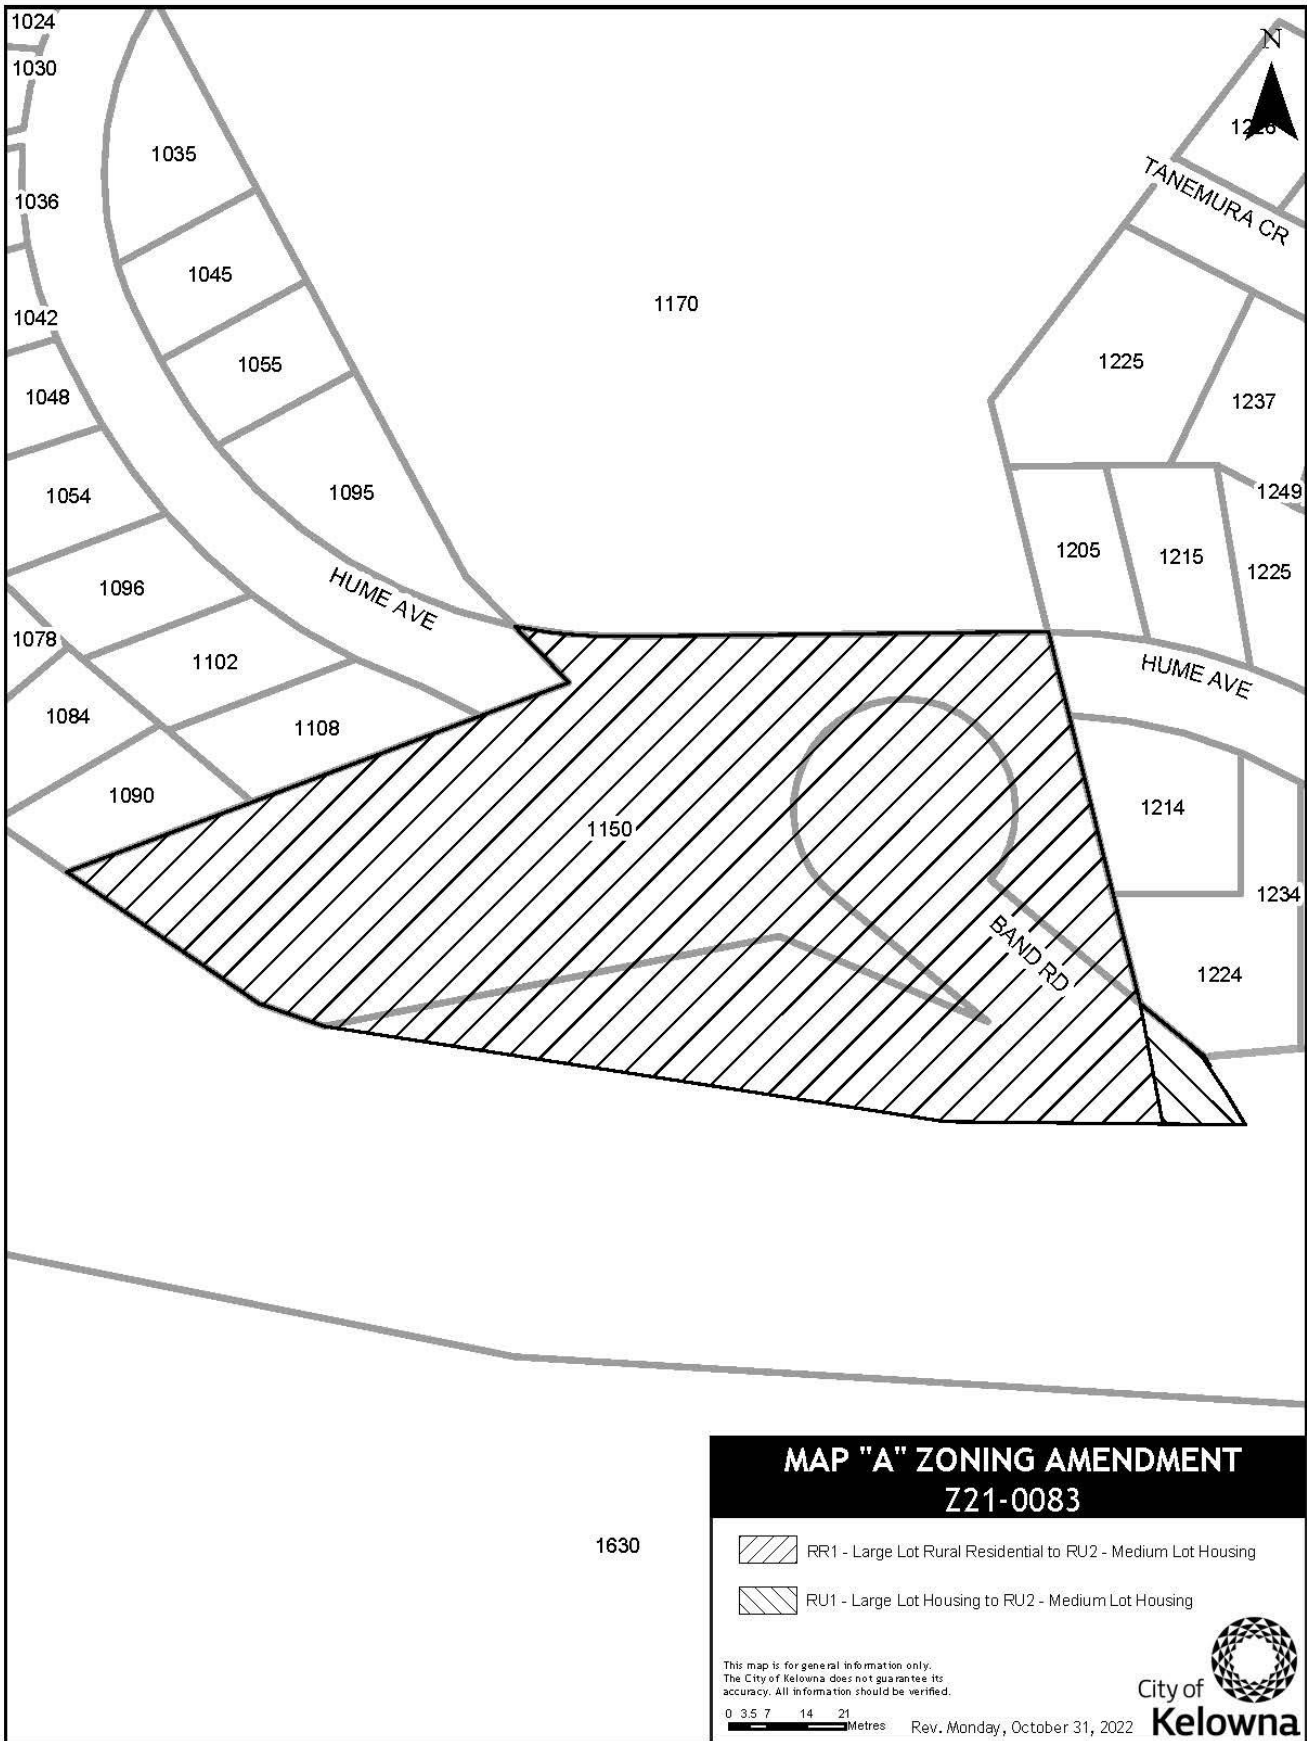 1024
1030
N
1226
1035
TANEMURA CR
1036
1045
1170
1042
1055
1225
1048
1237
1095
1054
1249
1205
1215
1225
1096
HUME AVE
1078
1102
HUME AVE
1084
1108
1090
1150
1214
1234
BAND RD
1224
MAP "A" ZONING AMENDMENT
Z21-0083
1630
RR1 - Large Lot Rural Residential to RU2 - Medium Lot Housing
RU1 - Large Lot Housing to RU2 - Medium Lot Housing
This map is for general information only.
The City of Kelowna does not guarantee its
accuracy. All information should be verified.
0 3.5 7 14 21
Metres
Rev. Monday, October 31, 2022
City of
Kelowna